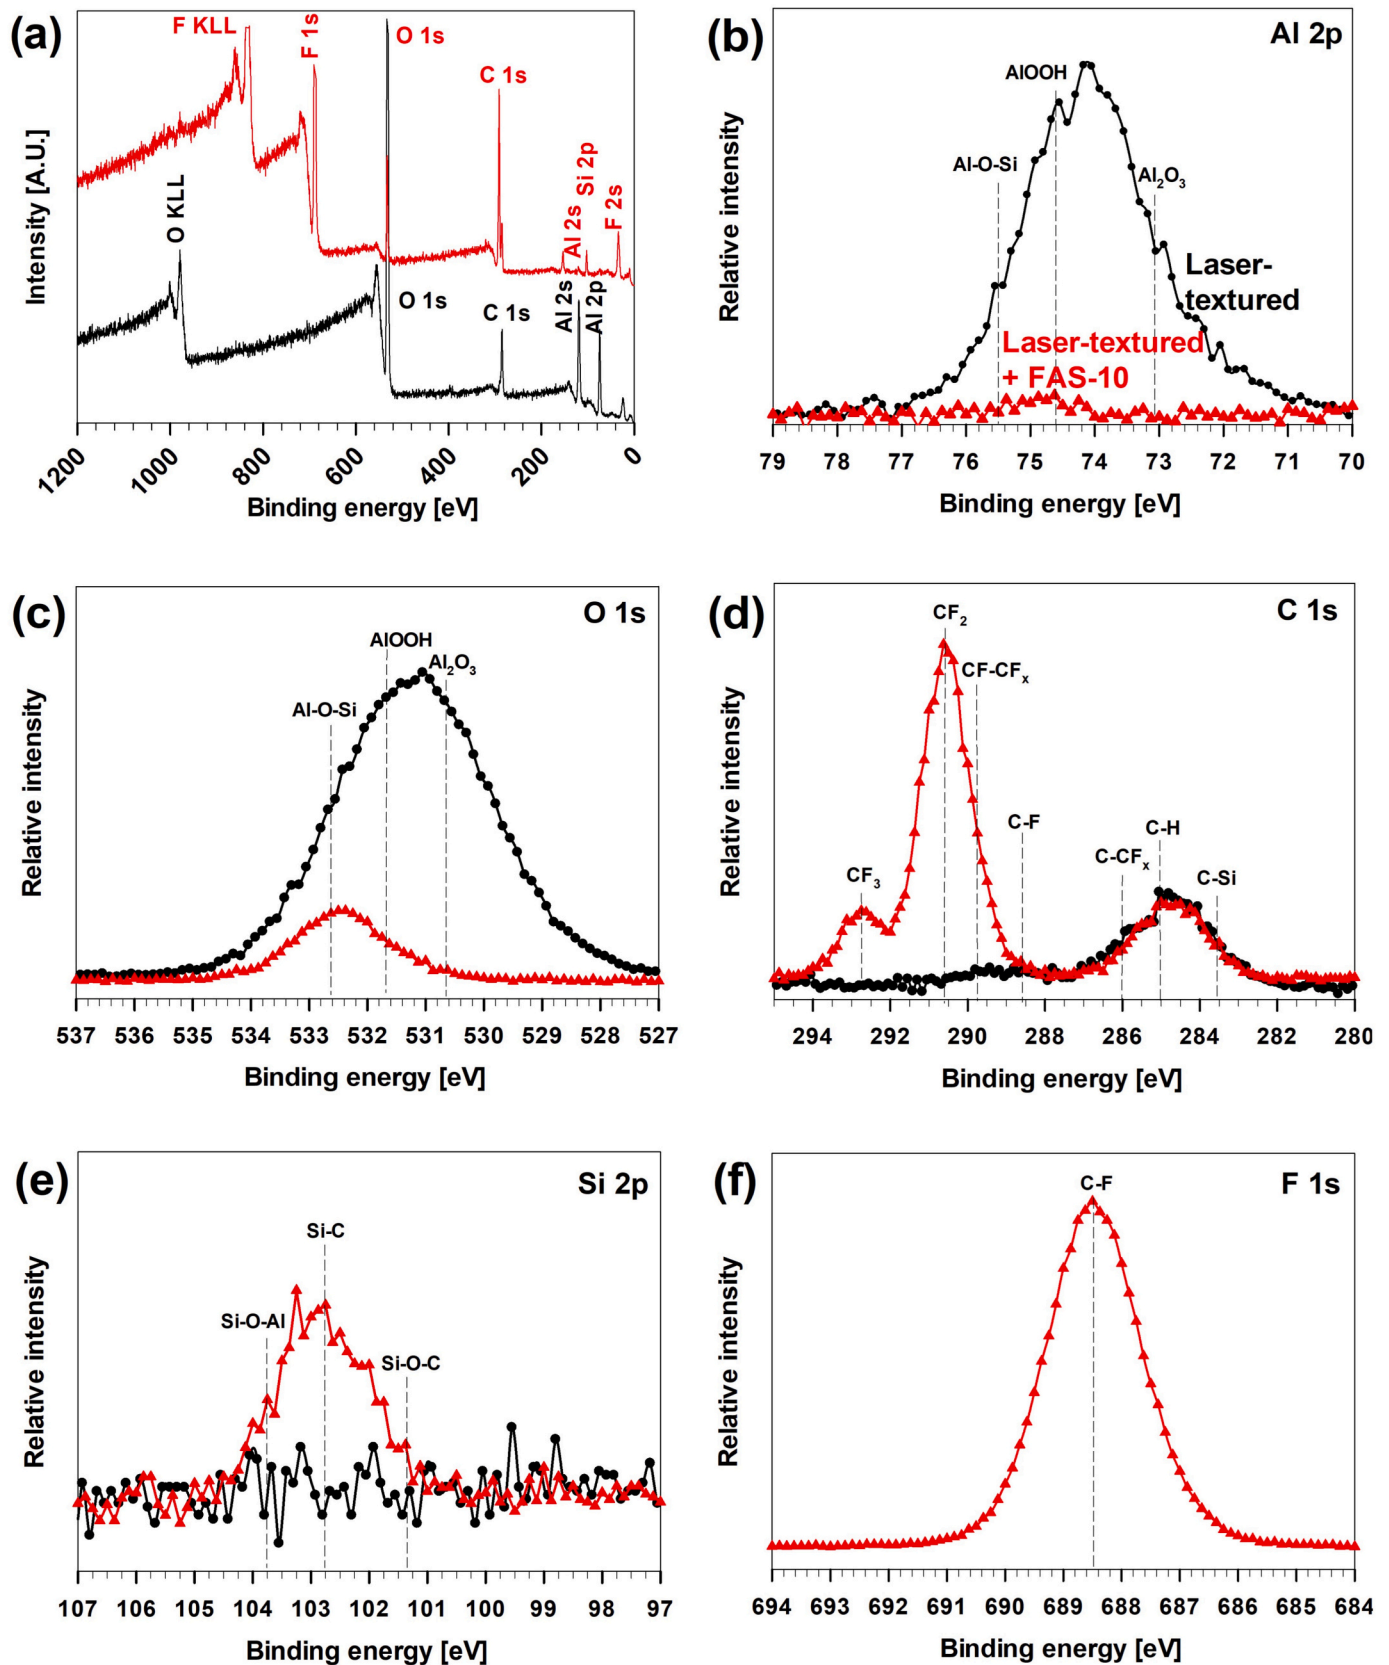 (a)
F KLL
F 1s
O 1s
C 1s
Al 2s
Si 2p
F 2s
O KLL
O 1s
C 1s
Al 2s
Al 2p
Intensity [A.U.]
1200
1000
800
600
400
200
0
Binding energy [eV]
(b)
Al 2p
AlOOH
Al-O-Si
Al₂O₃
Laser-
textured
Laser-textured
+ FAS-10
Relative intensity
79 78 77 76 75 74 73 72 71 70
Binding energy [eV]
(c)
O 1s
AlOOH
Al₂O₃
Al-O-Si
Relative intensity
537 536 535 534 533 532 531 530 529 528 527
Binding energy [eV]
(d)
C 1s
CF₂
CF-CFₓ
C-F
C-H
C-CFₓ
CF₃
C-Si
Relative intensity
294 292 290 288 286 284 282 280
Binding energy [eV]
(e)
Si 2p
Si-C
Si-O-Al
Si-O-C
Relative intensity
107 106 105 104 103 102 101 100 99 98 97
Binding energy [eV]
(f)
F 1s
C-F
Relative intensity
694 693 692 691 690 689 688 687 686 685 684
Binding energy [eV]